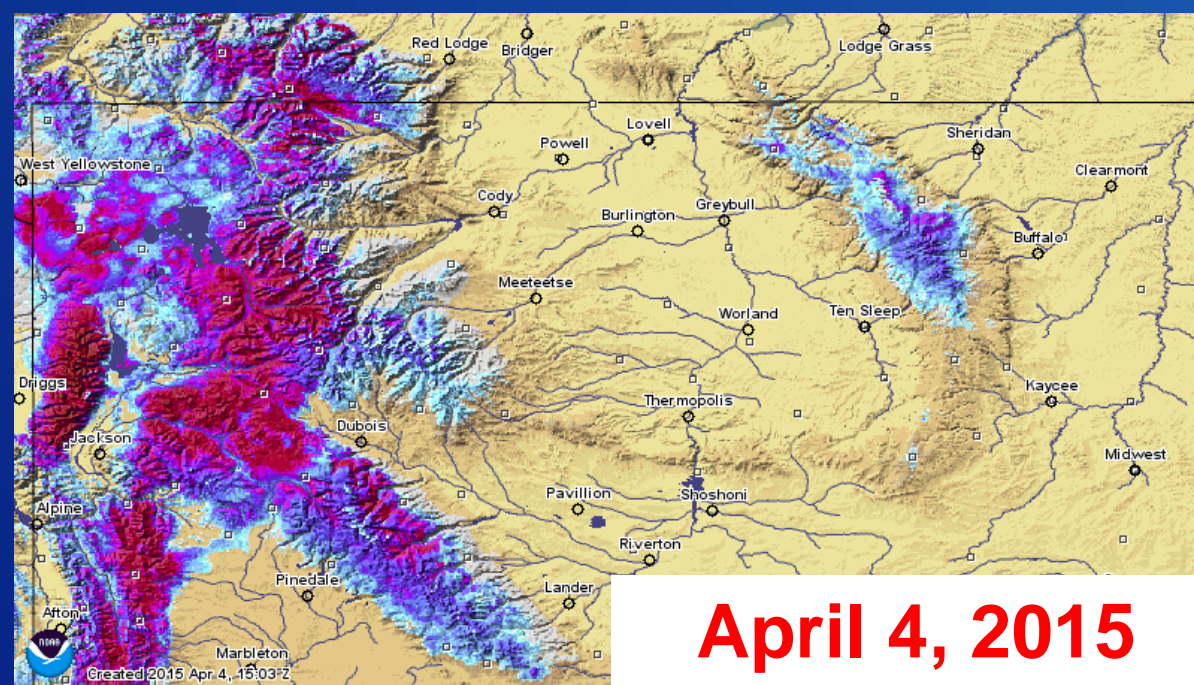 Red Lodge
Bridger
Lodge Grass
Lovell
Sheridan
Powell
West Yellowstone
Clearmont
Cody
Greybull
Burlington
Buffalo
Meeteetse
Worland
Ten Sleep
Driggs
Kaycee
Thermopolis
Dubois
Jackson
Midwest
Pavillion
Shoshoni
Alpine
Riverton
Pinedale
Lander
Afton
April 4, 2015
NOAA
Marbleton
Created 2015 Apr 4, 15:03 Z